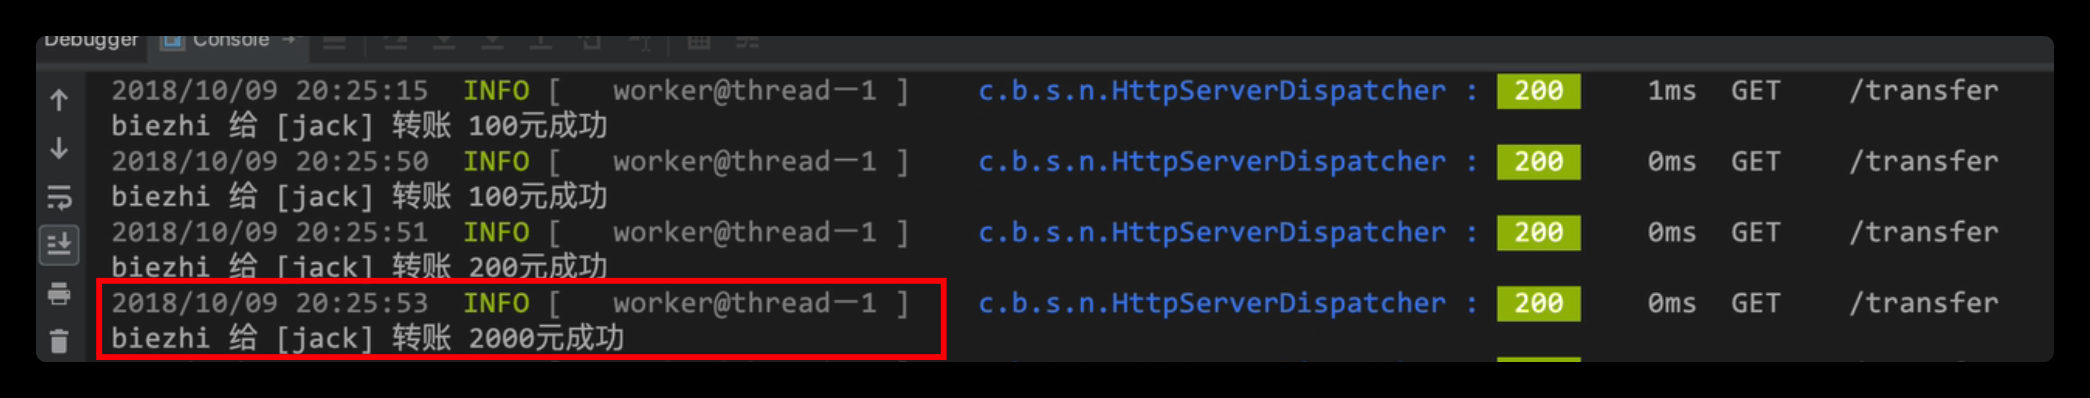 Debugger Console
2018/10/09 20:25:15 INFO [ worker@thread-1 ] c.b.s.n.HttpServerDispatcher : 200 1ms GET /transfer
biezhi 给 [jack] 转账 100元成功
2018/10/09 20:25:50 INFO [ worker@thread-1 ] c.b.s.n.HttpServerDispatcher : 200 0ms GET /transfer
biezhi 给 [jack] 转账 100元成功
2018/10/09 20:25:51 INFO [ worker@thread-1 ] c.b.s.n.HttpServerDispatcher : 200 0ms GET /transfer
biezhi 给 [jack] 转账 200元成功
2018/10/09 20:25:53 INFO [ worker@thread-1 ] c.b.s.n.HttpServerDispatcher : 200 0ms GET /transfer
biezhi 给 [jack] 转账 2000元成功